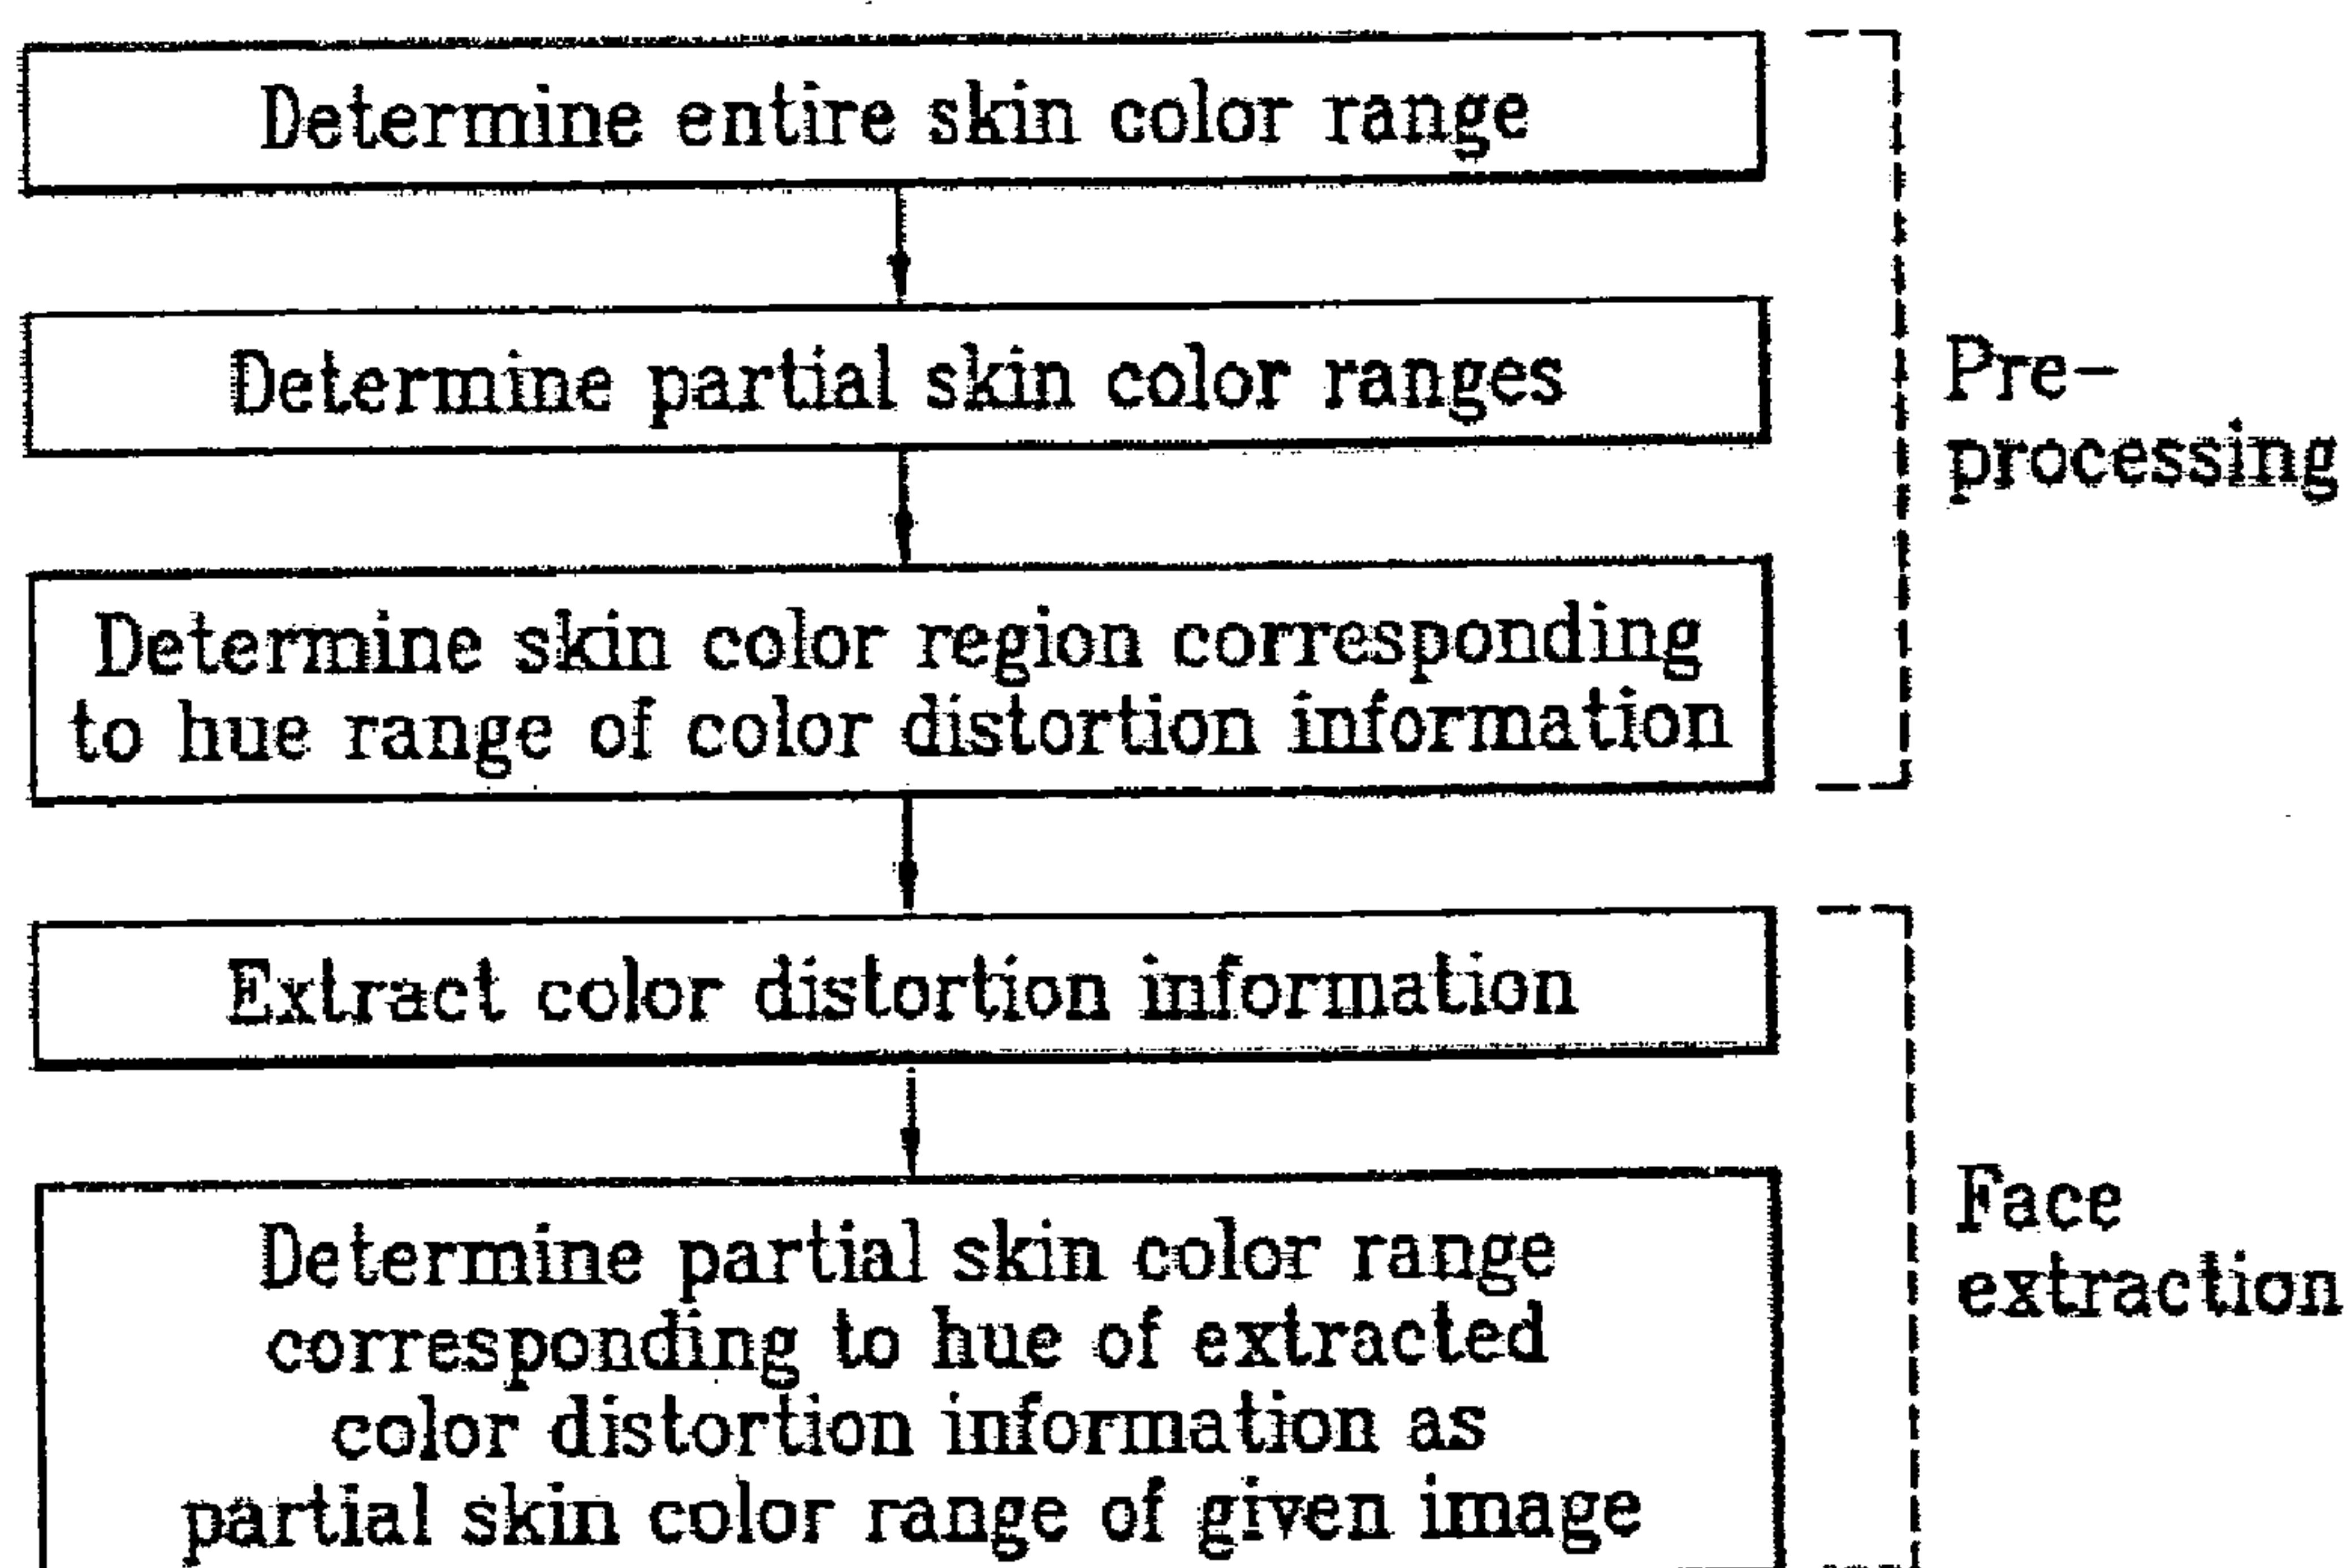 Determine entire skin color range
Determine partial skin color ranges
Pre-
processing
Determine skin color region corresponding
to hue range of color distortion information
Extract color distortion information
Determine partial skin color range
corresponding to hue of extracted
color distortion information as
partial skin color range of given image
Face
extraction